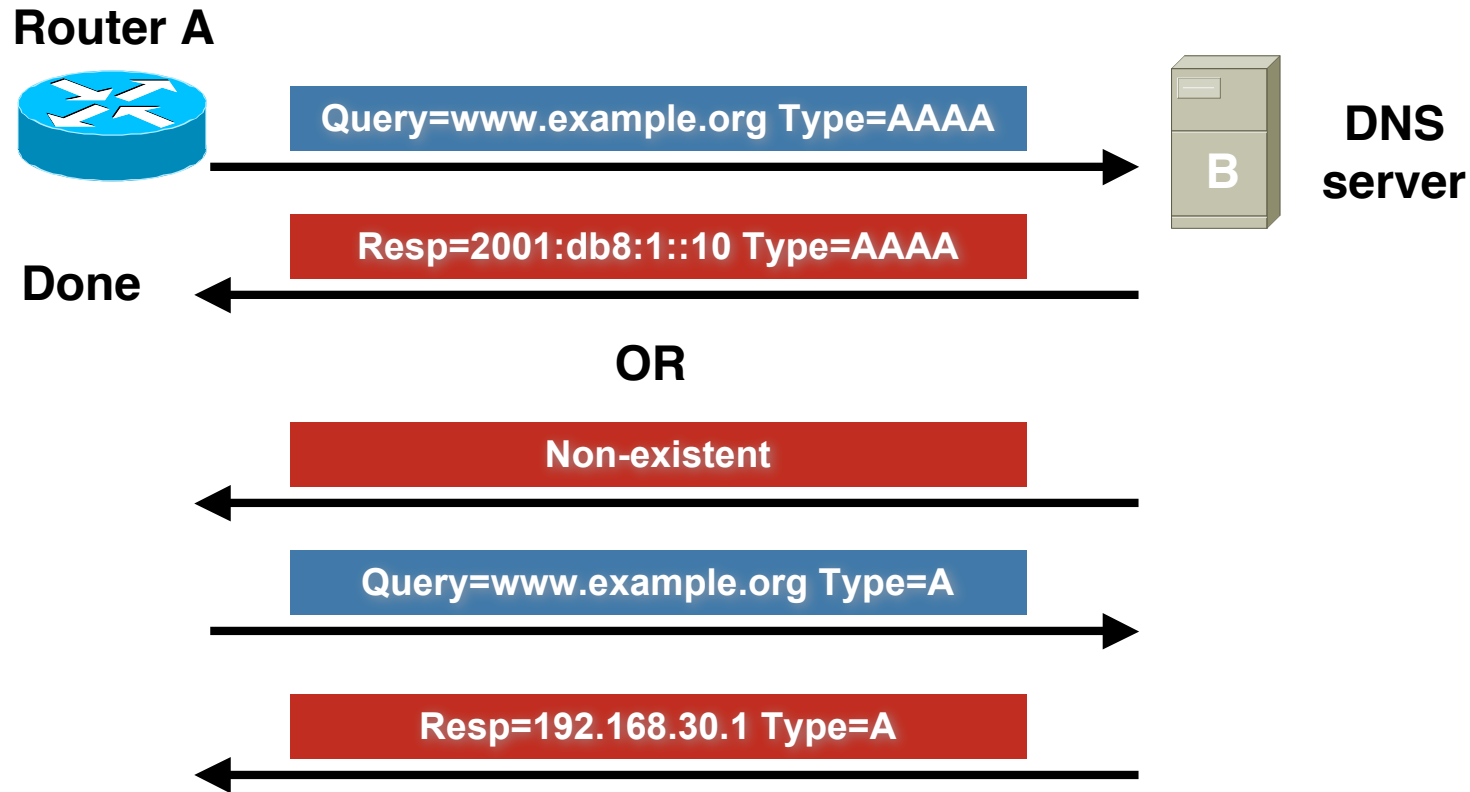 Router A
Query=www.example.org Type=AAAA
B
DNS
server
Resp=2001:db8:1::10 Type=AAAA
Done
OR
Non-existent
Query=www.example.org Type=A
Resp=192.168.30.1 Type=A